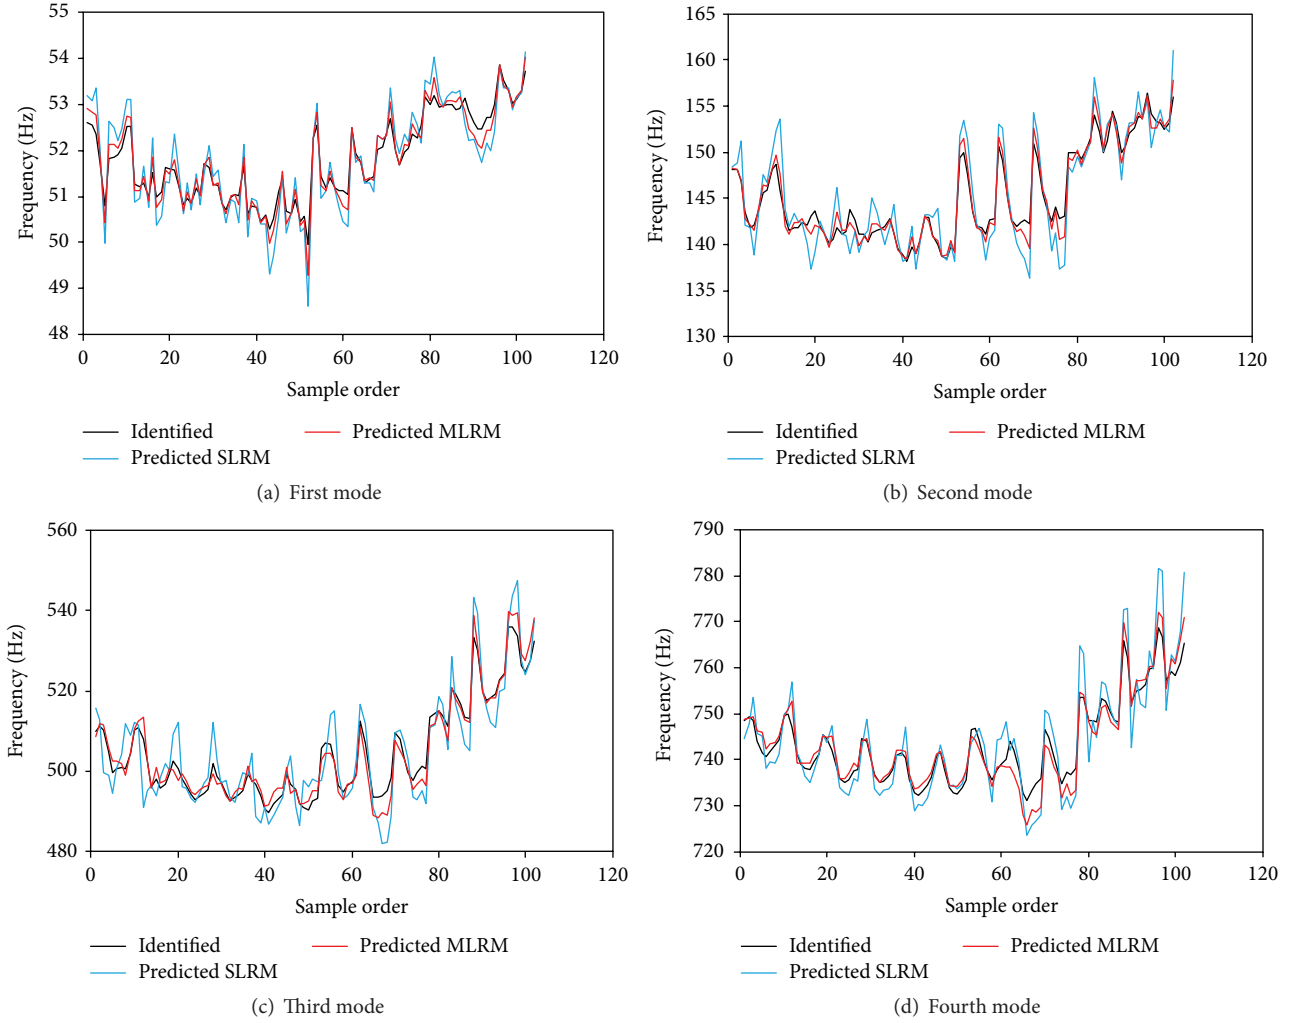 55
54
53
52
51
50
49
48
0 20 40 60 80 100 120
Frequency (Hz)
Sample order
Identified
Predicted MLRM
Predicted SLRM
(a) First mode
165
160
155
150
145
140
135
130
0 20 40 60 80 100 120
Frequency (Hz)
Sample order
Identified
Predicted MLRM
Predicted SLRM
(b) Second mode
560
540
520
500
480
0 20 40 60 80 100 120
Frequency (Hz)
Sample order
Identified
Predicted MLRM
Predicted SLRM
(c) Third mode
790
780
770
760
750
740
730
720
0 20 40 60 80 100 120
Frequency (Hz)
Sample order
Identified
Predicted MLRM
Predicted SLRM
(d) Fourth mode